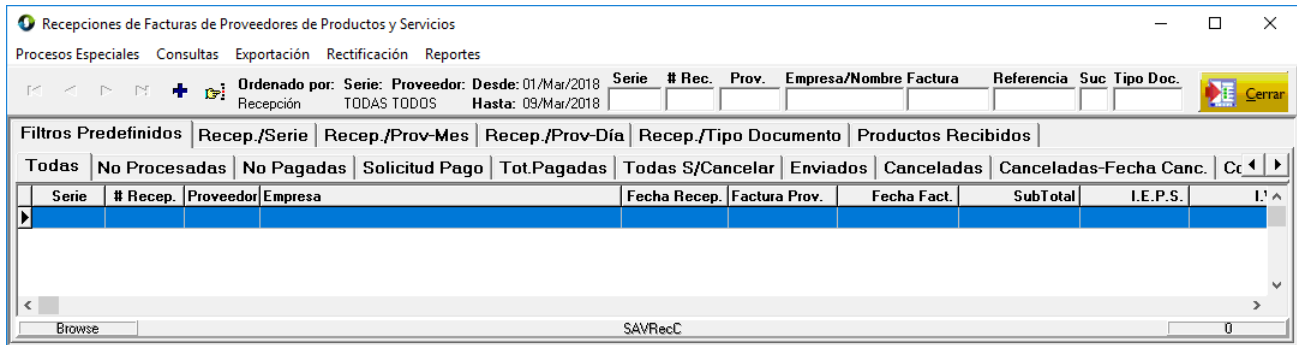 Recepciones de Facturas de Proveedores de Productos y Servicios
Procesos Especiales Consultas Exportación Rectificación Reportes
Ordenado por: Serie: Proveedor: Desde: 01/Mar/2018 Serie # Rec. Prov. Empresa/Nombre Factura Referencia Suc Tipo Doc.
Recepción TODAS TODOS Hasta: 09/Mar/2018 Cerrar
Filtros Predefinidos Recep./Serie Recep./Prov-Mes Recep./Prov-Día Recep./Tipo Documento Productos Recibidos
Todas No Procesadas No Pagadas Solicitud Pago Tot.Pagadas Todas S/Cancelar Enviados Canceladas Canceladas-Fecha Canc.
Serie # Recep. Proveedor Empresa Fecha Recep. Factura Prov. Fecha Fact. SubTotal I.E.P.S.
Browse SAVRecC 0